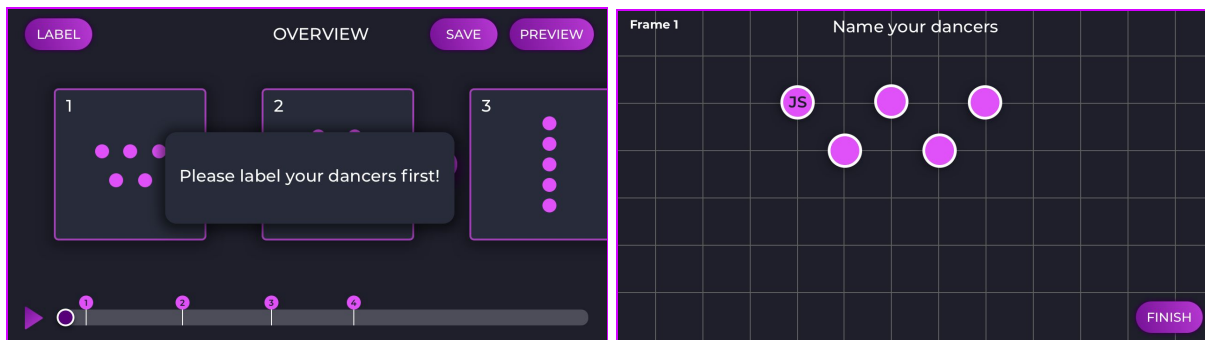 LABEL OVERVIEW SAVE PREVIEW
1 2 3
Please label your dancers first!
1 2 3 4
Frame 1 Name your dancers
JS
FINISH